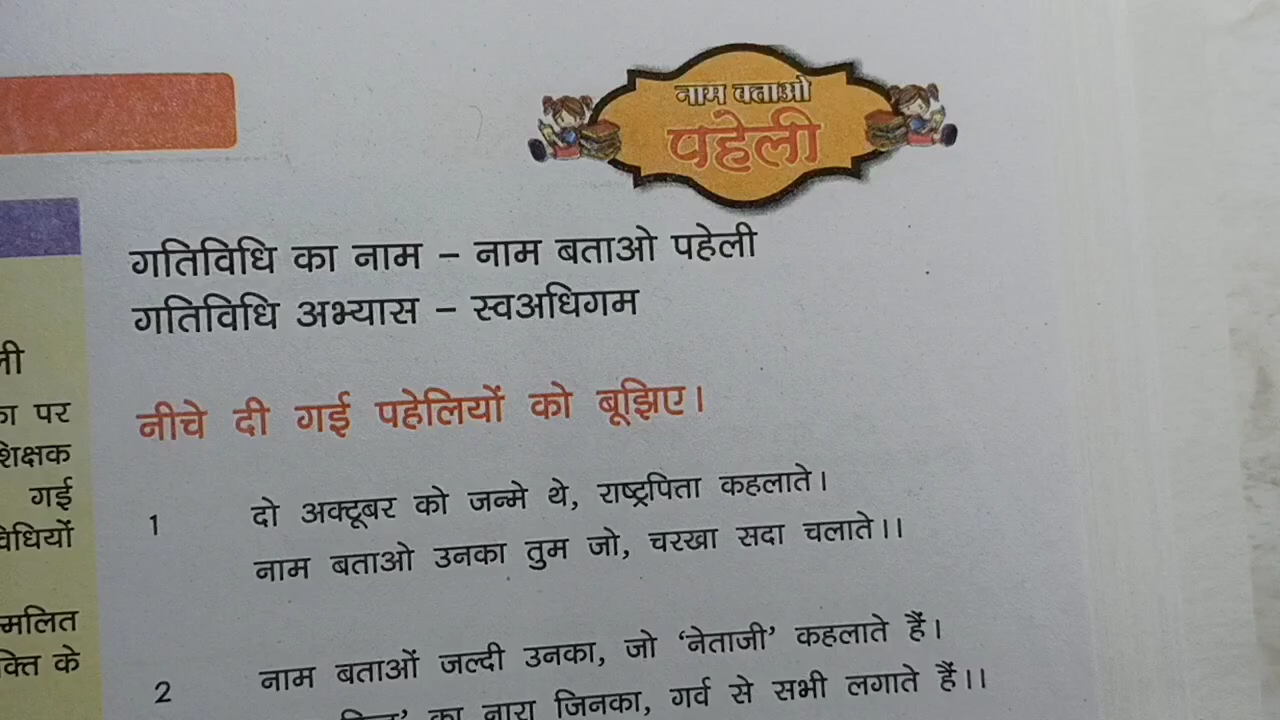 नाम बताओ
पहेली
गतिविधि का नाम – नाम बताओ पहेली
गतिविधि अभ्यास – स्वअधिगम
नीचे दी गई पहेलियों को बूझिए।
1 दो अक्टूबर को जन्मे थे, राष्ट्रपिता कहलाते।
नाम बताओ उनका तुम जो, चरखा सदा चलाते।।
2 नाम बताओं जल्दी उनका, जो ‘नेताजी’ कहलाते हैं।
का नारा जिनका, गर्व से सभी लगाते हैं।।
पर
शिक्षक
गई